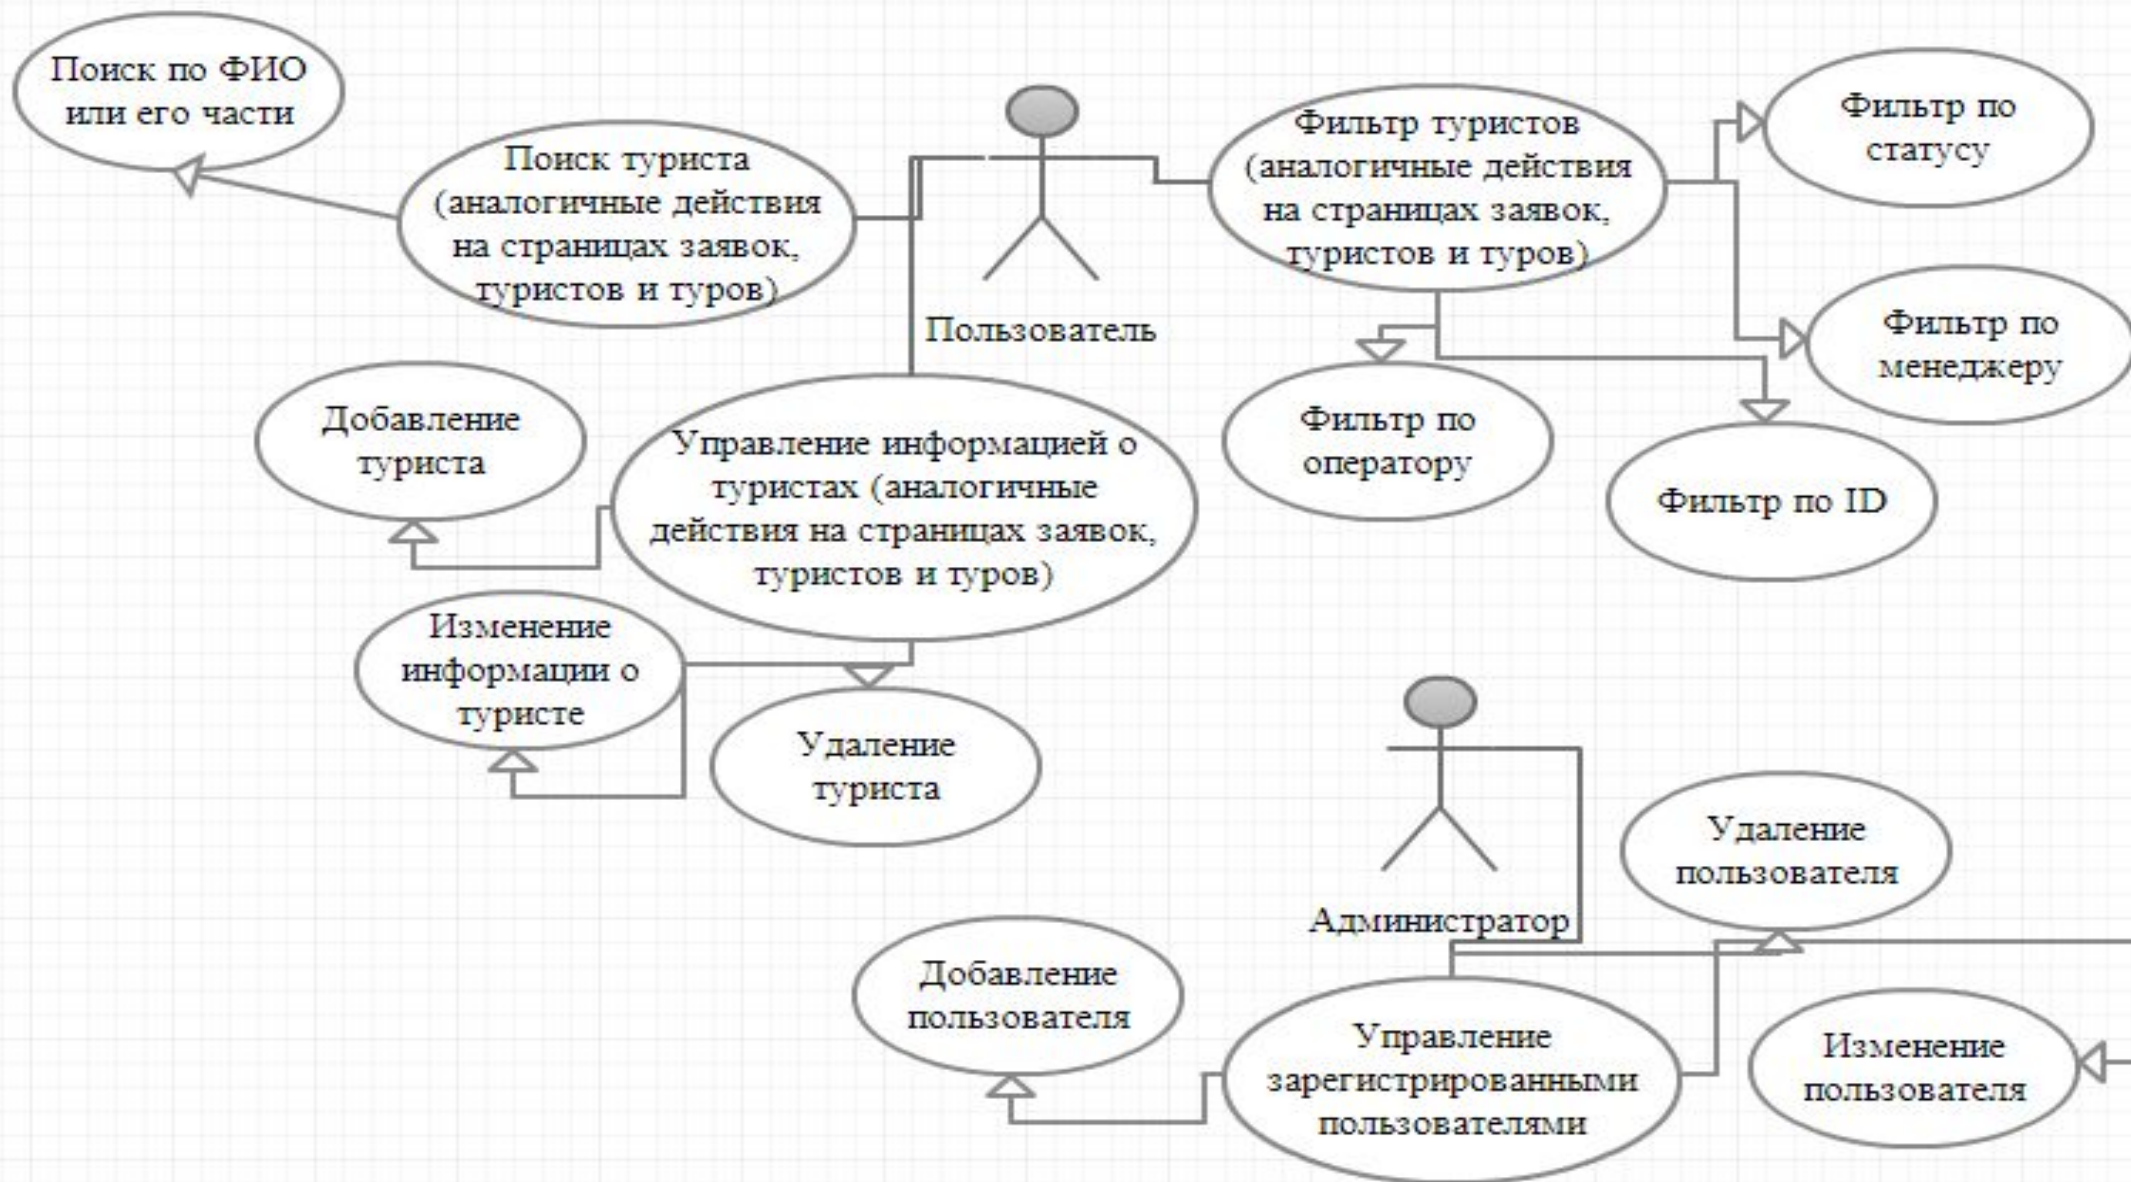 Поиск по ФИО
или его части
Поиск туриста
(аналогичные действия
на страницах заявок,
туристов и туров)
Пользователь
Фильтр туристов
(аналогичные действия
на страницах заявок,
туристов и туров)
Фильтр по
статусу
Фильтр по
менеджеру
Фильтр по
оператору
Фильтр по ID
Добавление
туриста
Управление информацией о
туристах (аналогичные
действия на страницах заявок,
туристов и туров)
Изменение
информации о
туристе
Удаление
туриста
Администратор
Удаление
пользователя
Добавление
пользователя
Управление
зарегистрированными
пользователями
Изменение
пользователя